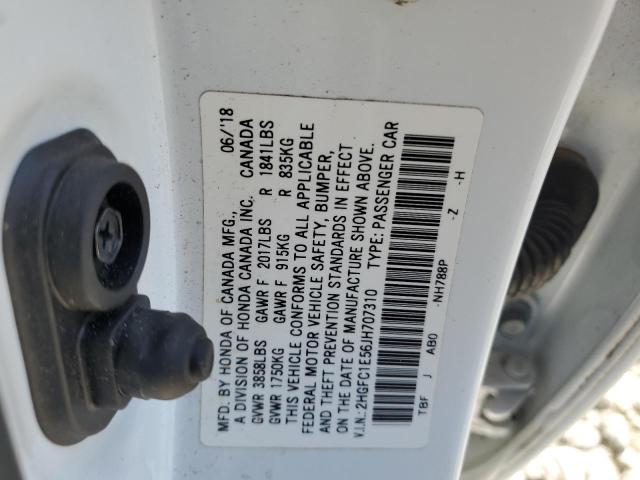 MFD. BY HONDA OF CANADA MFG., 06/'18
A DIVISION OF HONDA CANADA INC. CANADA
GVWR 3858LBS GAWR F 2017LBS R 1841LBS
GVWR 1750KG GAWR F 915KG R 835KG
THIS VEHICLE CONFORMS TO ALL APPLICABLE
FEDERAL MOTOR VEHICLE SAFETY, BUMPER,
AND THEFT PREVENTION STANDARDS IN EFFECT
ON THE DATE OF MANUFACTURE SHOWN ABOVE.
V.I.N.: 2HGFC1E56JH707310 TYPE: PASSENGER CAR
TBF J AB0 -NH788P -Z -H